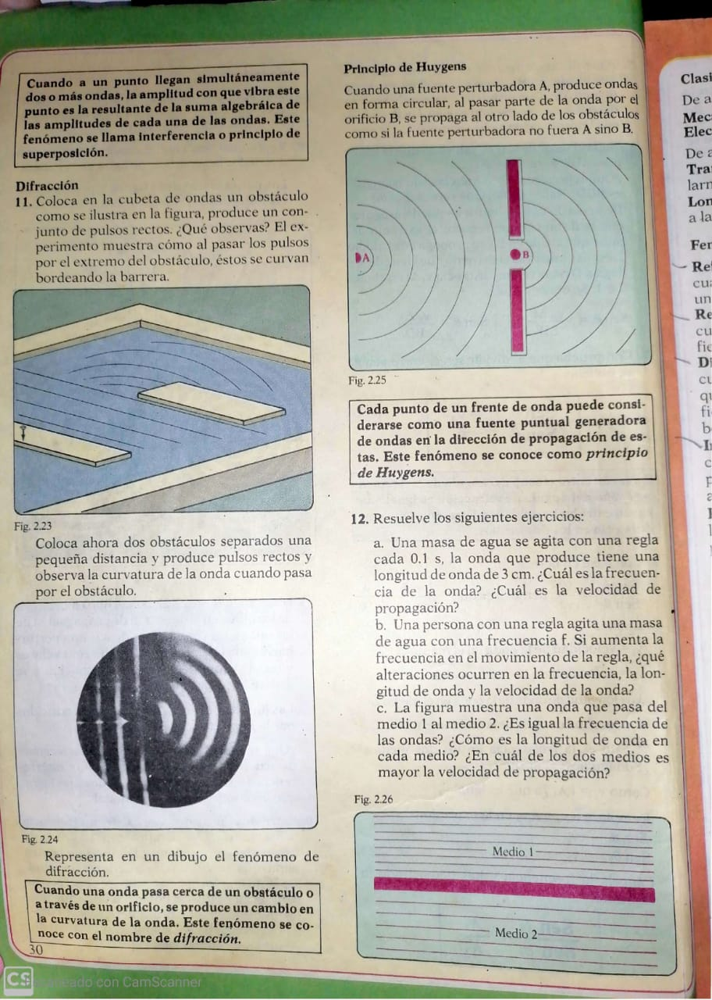 Cuando a un punto llegan simultáneamente
dos o más ondas, la amplitud con que vibra este
punto es la resultante de la suma algebráica de
las amplitudes de cada una de las ondas. Este
fenómeno se llama interferencia o principio de
superposición.
Difracción
11. Coloca en la cubeta de ondas un obstáculo
como se ilustra en la figura, produce un con-
junto de pulsos rectos. ¿Qué observas? El ex-
perimento muestra cómo al pasar los pulsos
por el extremo del obstáculo, éstos se curvan
bordeando la barrera.
Fig. 2.23
Coloca ahora dos obstáculos separados una
pequeña distancia y produce pulsos rectos y
observa la curvatura de la onda cuando pasa
por el obstáculo.
Fig. 2.24
Representa en un dibujo el fenómeno de
difracción.
Cuando una onda pasa cerca de un obstáculo o
a través de un orificio, se produce un cambio en
la curvatura de la onda. Este fenómeno se co-
noce con el nombre de difracción.
30
Principio de Huygens
Cuando una fuente perturbadora A, produce ondas
en forma circular, al pasar parte de la onda por el
orificio B, se propaga al otro lado de los obstáculos
como si la fuente perturbadora no fuera A sino B.
A
B
Fig. 2.25
Cada punto de un frente de onda puede consi-
derarse como una fuente puntual generadora
de ondas en la dirección de propagación de es-
tas. Este fenómeno se conoce como principio
de Huygens.
12. Resuelve los siguientes ejercicios:
a. Una masa de agua se agita con una regla
cada 0.1 s, la onda que produce tiene una
longitud de onda de 3 cm. ¿Cuál es la frecuen-
cia de la onda? ¿Cuál es la velocidad de
propagación?
b. Una persona con una regla agita una masa
de agua con una frecuencia f. Si aumenta la
frecuencia en el movimiento de la regla, ¿qué
alteraciones ocurren en la frecuencia, la lon-
gitud de onda y la velocidad de la onda?
c. La figura muestra una onda que pasa del
medio 1 al medio 2. ¿Es igual la frecuencia de
las ondas? ¿Cómo es la longitud de onda en
cada medio? ¿En cuál de los dos medios es
mayor la velocidad de propagación?
Fig. 2.26
Medio 1
Medio 2
Clasi
De a
Mec
Elec
De a
Tra
larn
Lon
a la
Fer
Re
cu
un
Re
cu
fic
Di
cu
q
fi
b
CS
con CamScanner